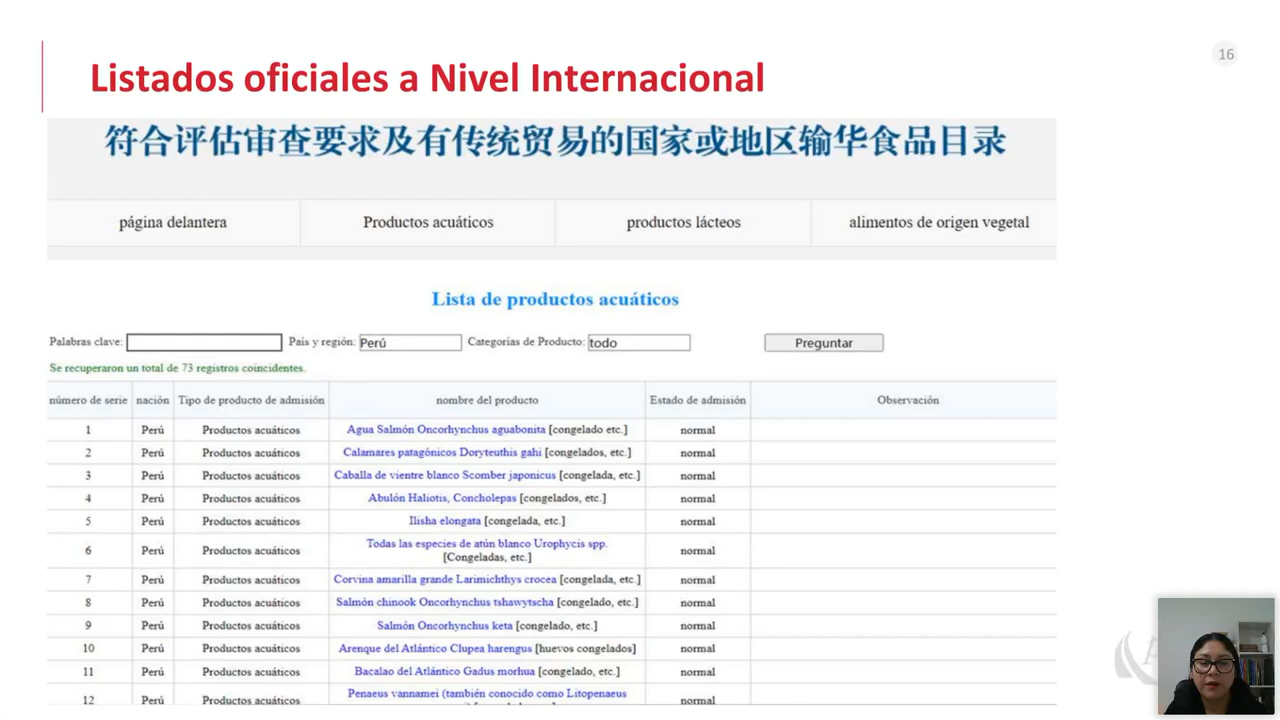 16
Listados oficiales a Nivel Internacional
符合评估审查要求及有传统贸易的国家或地区输华食品目录
página delantera Productos acuáticos productos lácteos alimentos de origen vegetal
Lista de productos acuáticos
Palabras clave: País y región: Perú Categorías de Producto: todo Preguntar
Se recuperaron un total de 73 registros coincidentes.
número de serie nación Tipo de producto de admisión nombre del producto Estado de admisión Observación
1 Perú Productos acuáticos Agua Salmón Oncorhynchus aguabonita [congelado etc.] normal
2 Perú Productos acuáticos Calamares patagónicos Doryteuthis gahi [congelados, etc.] normal
3 Perú Productos acuáticos Caballa de vientre blanco Scomber japonicus [congelada, etc.] normal
4 Perú Productos acuáticos Abulón Haliotis, Concholepas [congelados, etc.] normal
5 Perú Productos acuáticos Ilisha elongata [congelada, etc.] normal
6 Perú Productos acuáticos Todas las especies de atún blanco Urophycis spp. [Congeladas, etc.] normal
7 Perú Productos acuáticos Corvina amarilla grande Larimichthys crocea [congelada, etc.] normal
8 Perú Productos acuáticos Salmón chinook Oncorhynchus tshawytscha [congelado, etc.] normal
9 Perú Productos acuáticos Salmón Oncorhynchus keta [congelado, etc.] normal
10 Perú Productos acuáticos Arenque del Atlántico Clupea harengus [huevos congelados] normal
11 Perú Productos acuáticos Bacalao del Atlántico Gadus morhua [congelado, etc.] normal
12 Perú Productos acuáticos Penaeus vannamei (también conocido como Litopenaeus normal